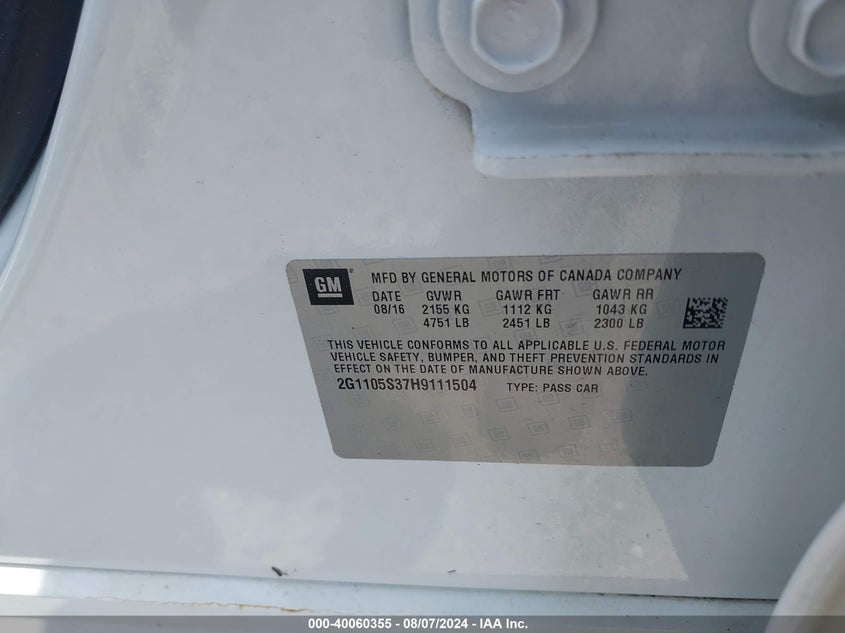 GM ® MFD BY GENERAL MOTORS OF CANADA COMPANY
DATE GVWR GAWR FRT GAWR RR
08/16 2155 KG 1112 KG 1043 KG
4751 LB 2451 LB 2300 LB
THIS VEHICLE CONFORMS TO ALL APPLICABLE U.S. FEDERAL MOTOR
VEHICLE SAFETY, BUMPER, AND THEFT PREVENTION STANDARDS IN
EFFECT ON THE DATE OF MANUFACTURE SHOWN ABOVE.
2G1105S37H9111504 TYPE: PASS CAR
000-40060355 - 08/07/2024 - IAA Inc.